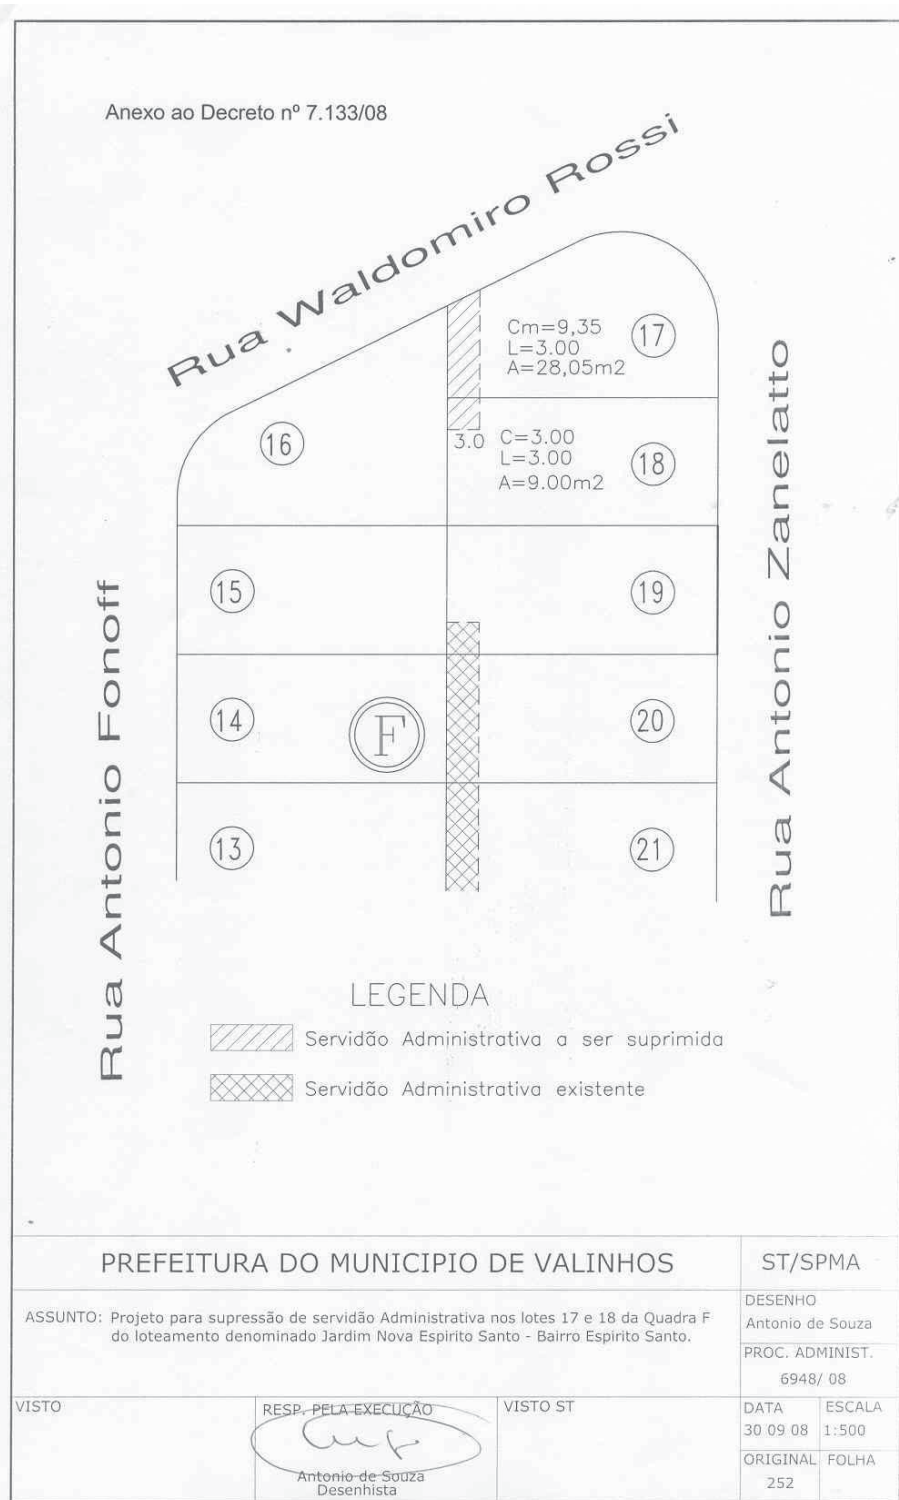 Anexo ao Decreto nº 7.133/08
Rua Waldomiro Rossi
Cm=9,35
L=3.00
A=28,05m2
17
16
3.0
C=3.00
L=3.00
A=9.00m2
18
Rua Antonio Zanelatto
15
19
Rua Antonio Fonoff
14
F
20
13
21
LEGENDA
Servidão Administrativa a ser suprimida
Servidão Administrativa existente
PREFEITURA DO MUNICIPIO DE VALINHOS
ST/SPMA
ASSUNTO: Projeto para supressão de servidão Administrativa nos lotes 17 e 18 da Quadra F
do loteamento denominado Jardim Nova Espirito Santo - Bairro Espirito Santo.
DESENHO
Antonio de Souza
PROC. ADMINIST.
6948/ 08
VISTO
RESP. PELA EXECUÇÃO
Antonio de Souza
Desenhista
VISTO ST
DATA
30 09 08
ESCALA
1:500
ORIGINAL
252
FOLHA